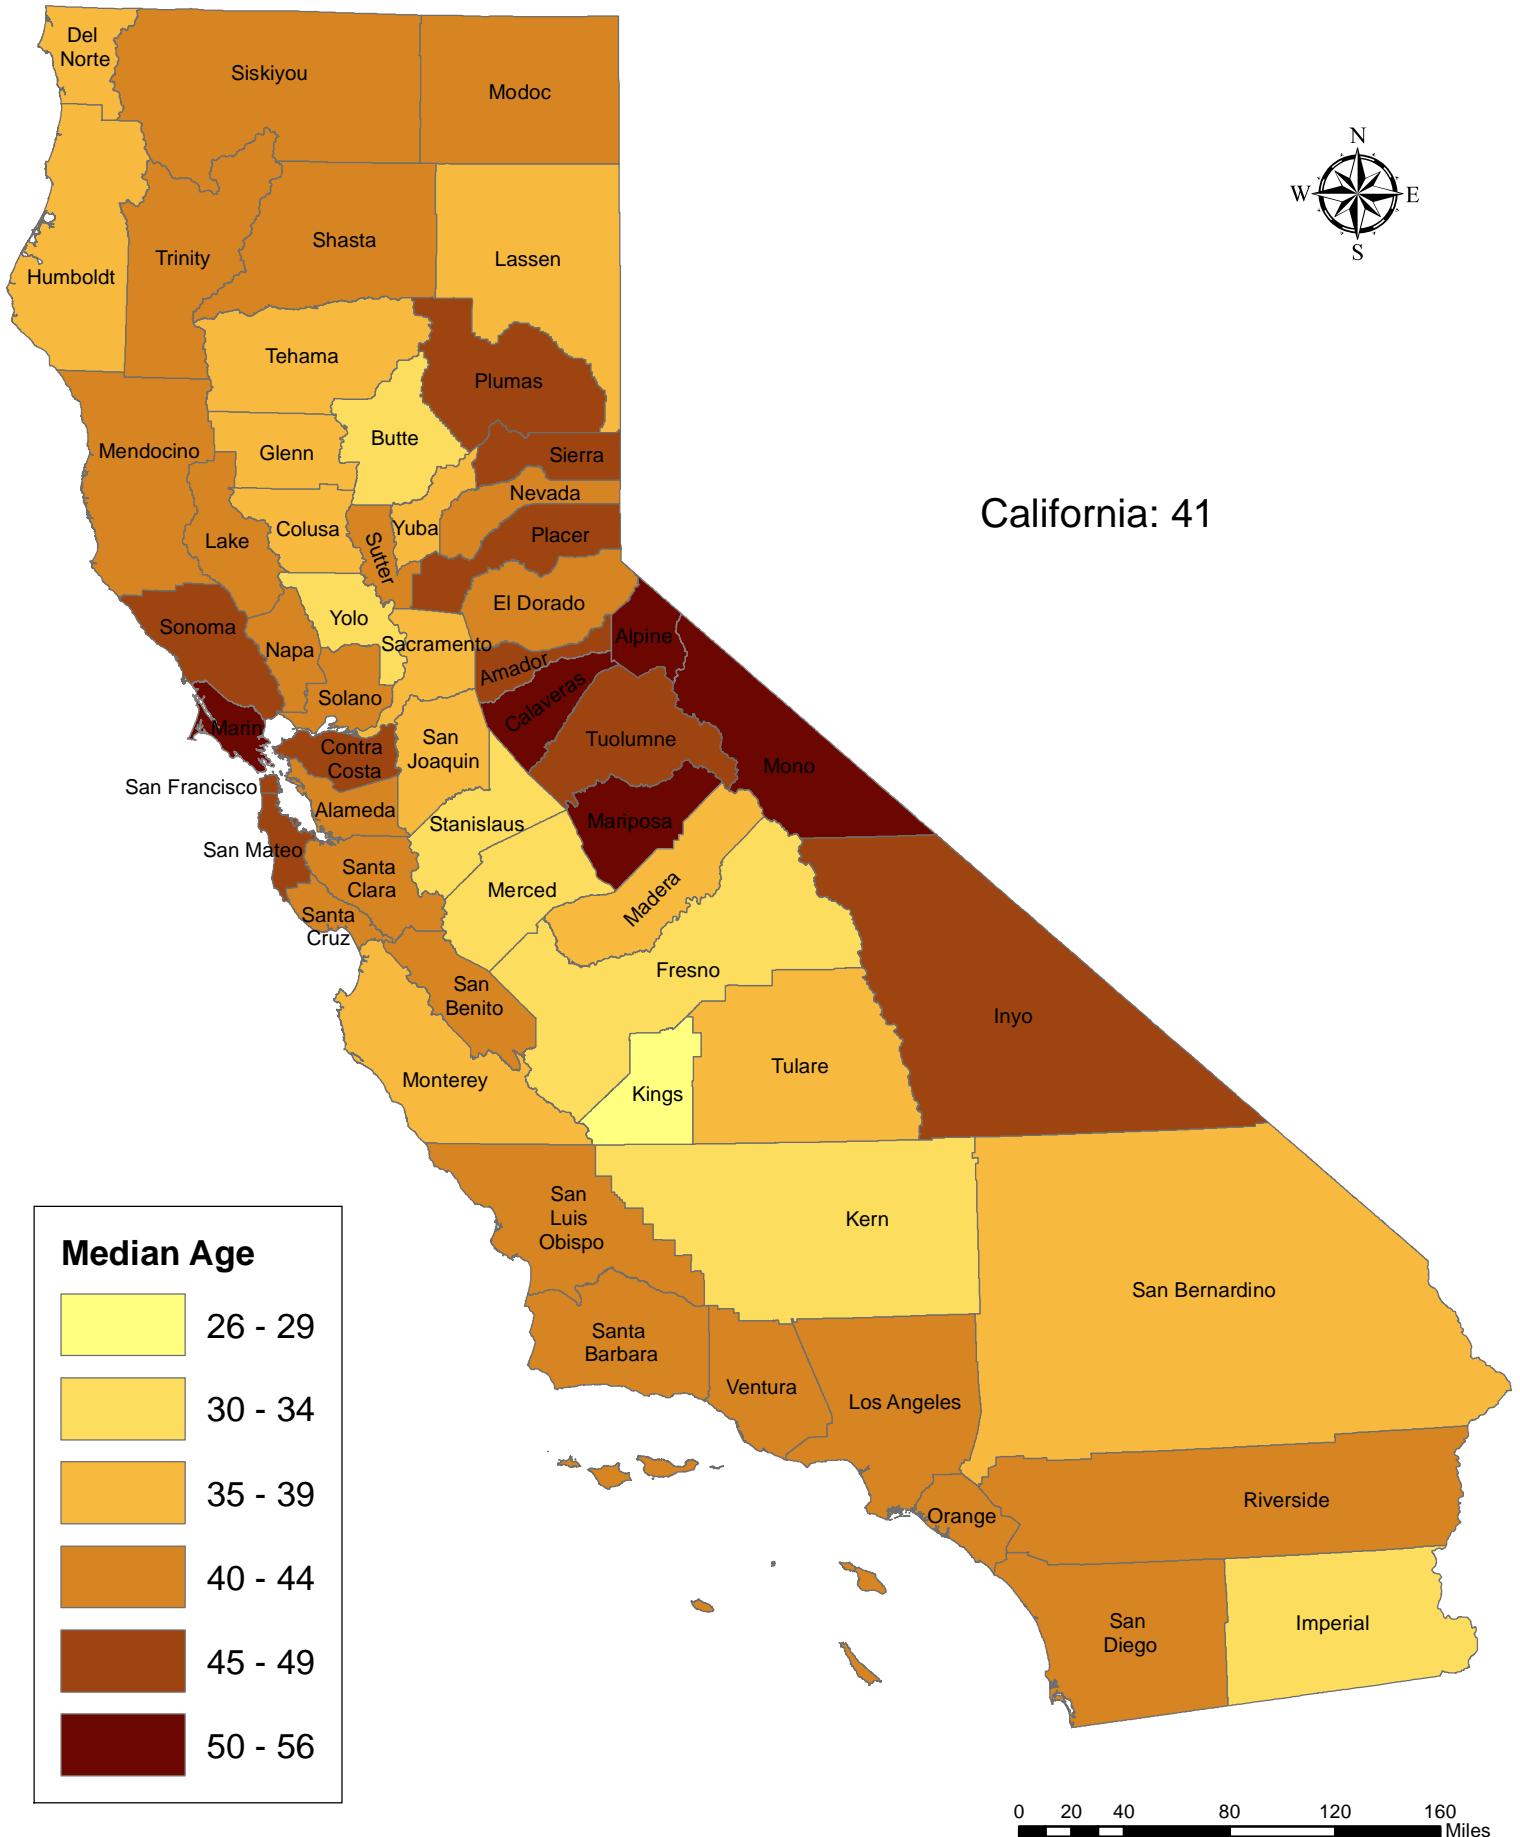 Del
Norte
Siskiyou
Modoc
N
W
E
S
Humboldt
Trinity
Shasta
Lassen
Tehama
Plumas
Mendocino
Glenn
Butte
Sierra
Nevada
Lake
Colusa
Sutter
Yuba
Placer
California: 41
Sonoma
Napa
Yolo
Sacramento
El Dorado
Alpine
Amador
Solano
Calaveras
Marin
Contra
Costa
San
Joaquin
Tuolumne
Mono
San Francisco
Alameda
Stanislaus
Mariposa
San Mateo
Santa
Clara
Merced
Madera
Santa
Cruz
Fresno
San
Benito
Inyo
Monterey
Kings
Tulare
San
Luis
Obispo
Kern
San Bernardino
Santa
Barbara
Ventura
Los Angeles
Orange
Riverside
San
Diego
Imperial
Median Age
26 - 29
30 - 34
35 - 39
40 - 44
45 - 49
50 - 56
0 20 40 80 120 160
Miles